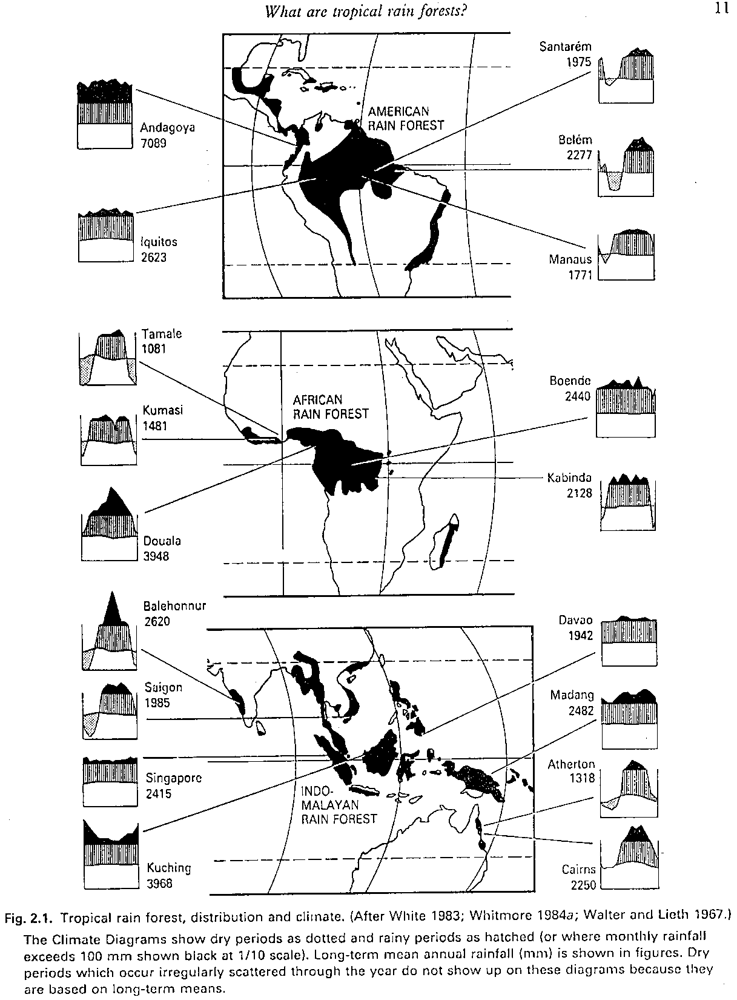 What are tropical rain forests?
11
Santarém
1975
AMERICAN
RAIN FOREST
Andagoya
7089
Belém
2277
Iquitos
2623
Manaus
1771
Tamale
1081
Boende
2440
AFRICAN
RAIN FOREST
Kumasi
1481
Kabinda
2128
Douala
3948
Balehonnur
2620
Davao
1942
Saigon
1985
Madang
2482
Atherton
1318
Singapore
2415
INDO-
MALAYAN
RAIN FOREST
Kuching
3968
Cairns
2250
Fig. 2.1. Tropical rain forest, distribution and climate. (After White 1983; Whitmore 1984a; Walter and Lieth 1967.)
The Climate Diagrams show dry periods as dotted and rainy periods as hatched (or where monthly rainfall
exceeds 100 mm shown black at 1/10 scale). Long-term mean annual rainfall (mm) is shown in figures. Dry
periods which occur irregularly scattered through the year do not show up on these diagrams because they
are based on long-term means.